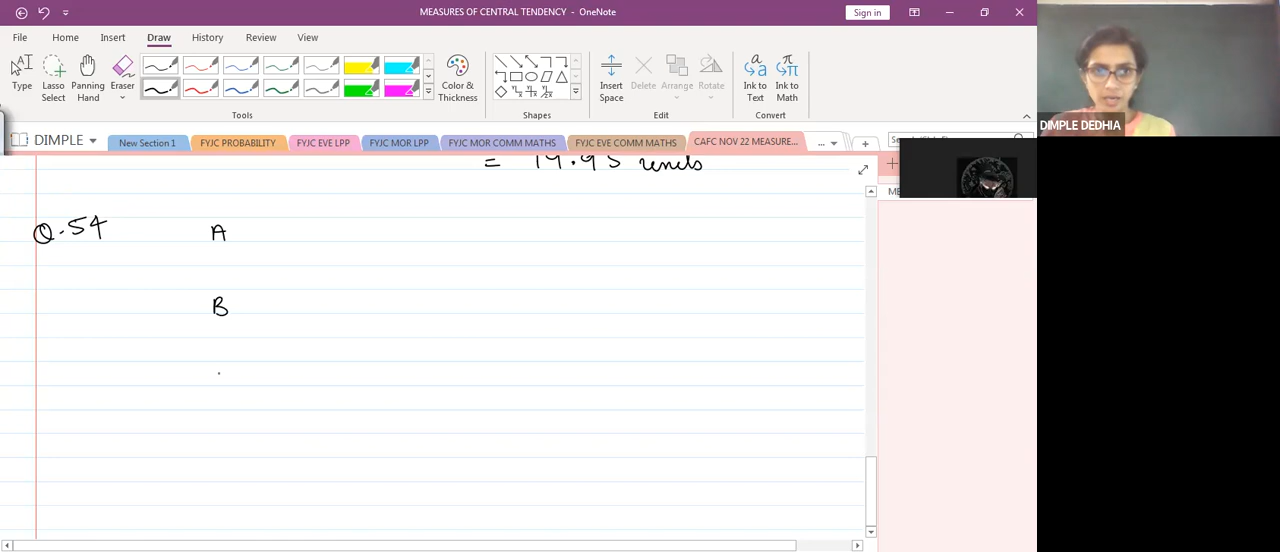 MEASURES OF CENTRAL TENDENCY - OneNote
Sign in
File Home Insert Draw History Review View
Type
Lasso Select
Panning Hand
Eraser
Color & Thickness
Insert Space
Delete
Arrange
Rotate
Ink to Text
Ink to Math
Tools
Shapes
Edit
Convert
DIMPLE
New Section 1
FYJC PROBABILITY
FYJC EVE LPP
FYJC MOR LPP
FYJC MOR COMM MATHS
FYJC EVE COMM MATHS
CAFC NOV 22 MEASURE...
DIMPLE DEDHIA
= 19.95 units
Q.54 A
B